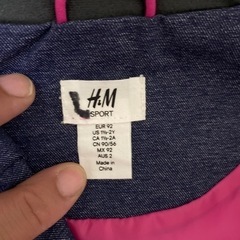 H&M
SPORT
EUR 92
US 1½-2Y
CA 1½-2A
CN 90/56
MX 92
AUS 2
Made in
China